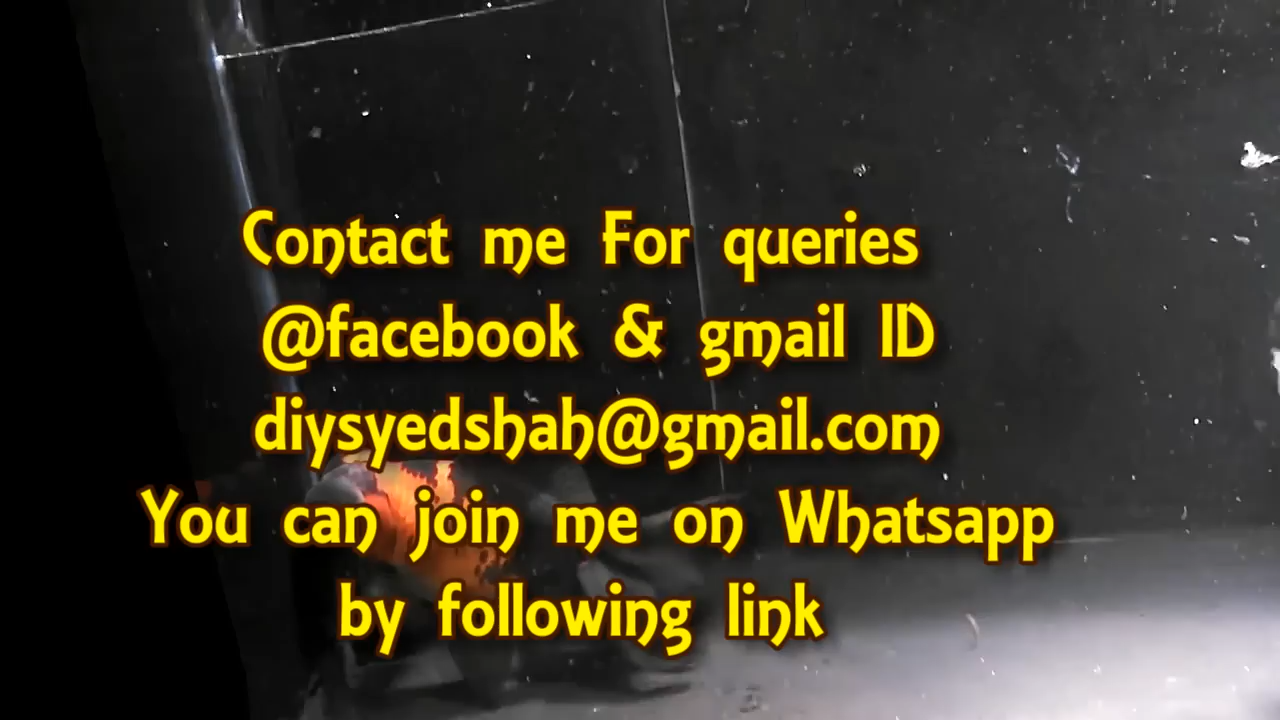 Contact me For queries
@facebook & gmail ID
diysyedshah@gmail.com
You can join me on Whatsapp
by following link